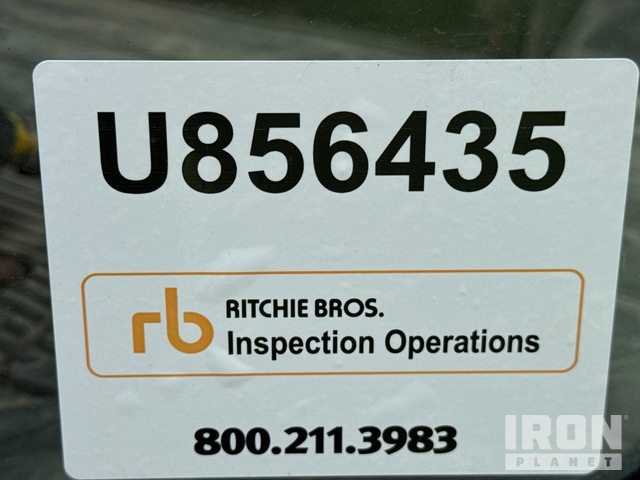 U856435
rb
RITCHIE BROS.
Inspection Operations
800.211.3983
IRON
PLANET